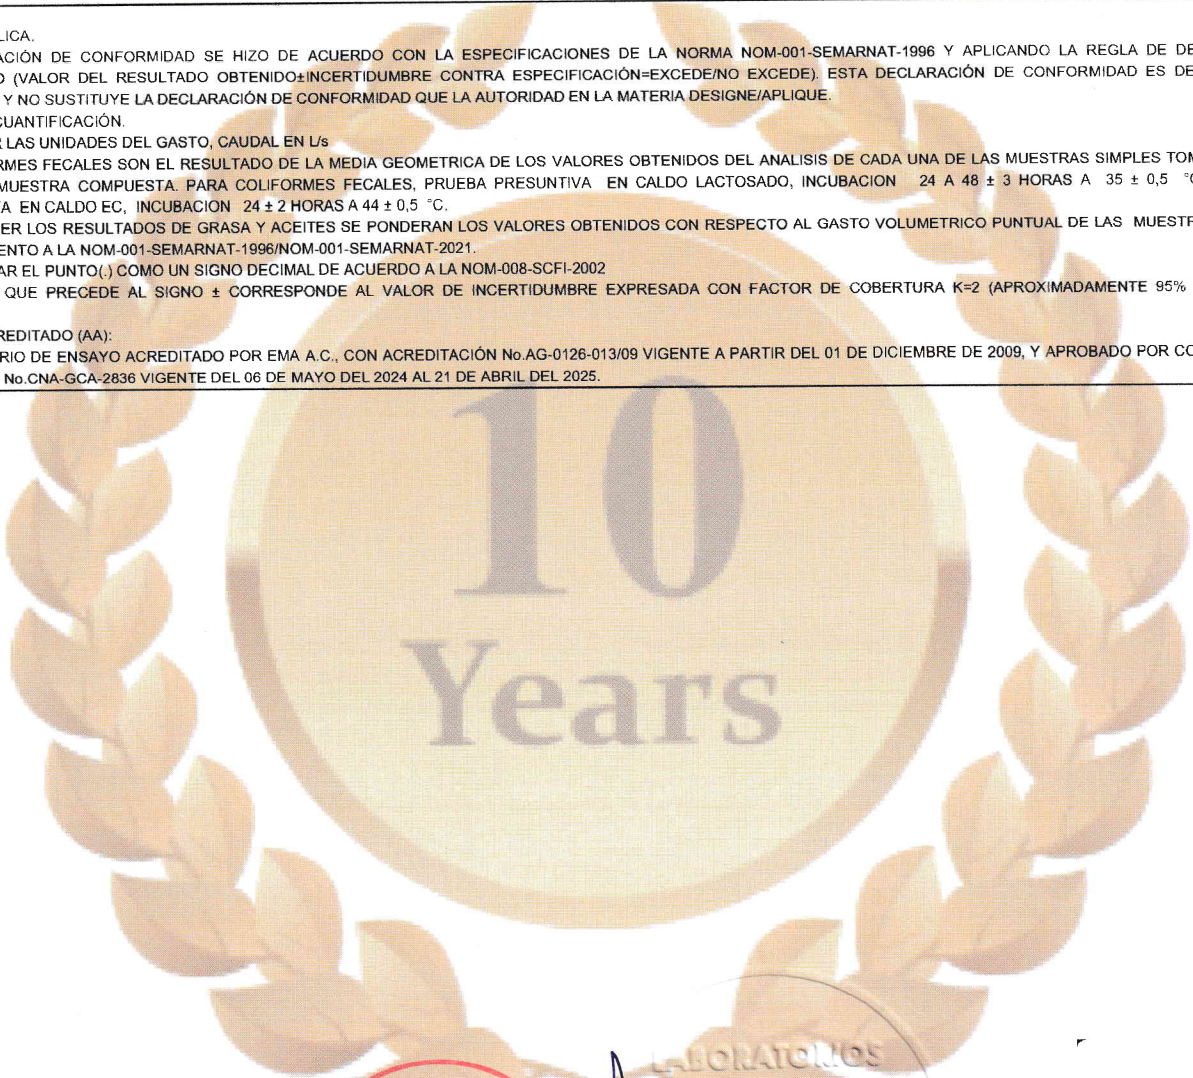 LICA.
ACIÓN DE CONFORMIDAD SE HIZO DE ACUERDO CON LA ESPECIFICACIONES DE LA NORMA NOM-001-SEMARNAT-1996 Y APLICANDO LA REGLA DE DE
O (VALOR DEL RESULTADO OBTENIDO±INCERTIDUMBRE CONTRA ESPECIFICACIÓN=EXCEDE/NO EXCEDE). ESTA DECLARACIÓN DE CONFORMIDAD ES DE
Y NO SUSTITUYE LA DECLARACIÓN DE CONFORMIDAD QUE LA AUTORIDAD EN LA MATERIA DESIGNE/APLIQUE.
CUANTIFICACIÓN.
R LAS UNIDADES DEL GASTO, CAUDAL EN L/s
RMES FECALES SON EL RESULTADO DE LA MEDIA GEOMETRICA DE LOS VALORES OBTENIDOS DEL ANALISIS DE CADA UNA DE LAS MUESTRAS SIMPLES TOM
MUESTRA COMPUESTA. PARA COLIFORMES FECALES, PRUEBA PRESUNTIVA EN CALDO LACTOSADO, INCUBACION 24 A 48 ± 3 HORAS A 35 ± 0,5 °C
A EN CALDO EC, INCUBACION 24 ± 2 HORAS A 44 ± 0,5 °C.
ER LOS RESULTADOS DE GRASA Y ACEITES SE PONDERAN LOS VALORES OBTENIDOS CON RESPECTO AL GASTO VOLUMETRICO PUNTUAL DE LAS MUESTR
ENTO A LA NOM-001-SEMARNAT-1996/NOM-001-SEMARNAT-2021.
AR EL PUNTO(.) COMO UN SIGNO DECIMAL DE ACUERDO A LA NOM-008-SCFI-2002
QUE PRECEDE AL SIGNO ± CORRESPONDE AL VALOR DE INCERTIDUMBRE EXPRESADA CON FACTOR DE COBERTURA K=2 (APROXIMADAMENTE 95%
REDITADO (AA):
RIO DE ENSAYO ACREDITADO POR EMA A.C., CON ACREDITACIÓN No.AG-0126-013/09 VIGENTE A PARTIR DEL 01 DE DICIEMBRE DE 2009, Y APROBADO POR CO
No.CNA-GCA-2836 VIGENTE DEL 06 DE MAYO DEL 2024 AL 21 DE ABRIL DEL 2025.
10
Years
LABORATORIOS